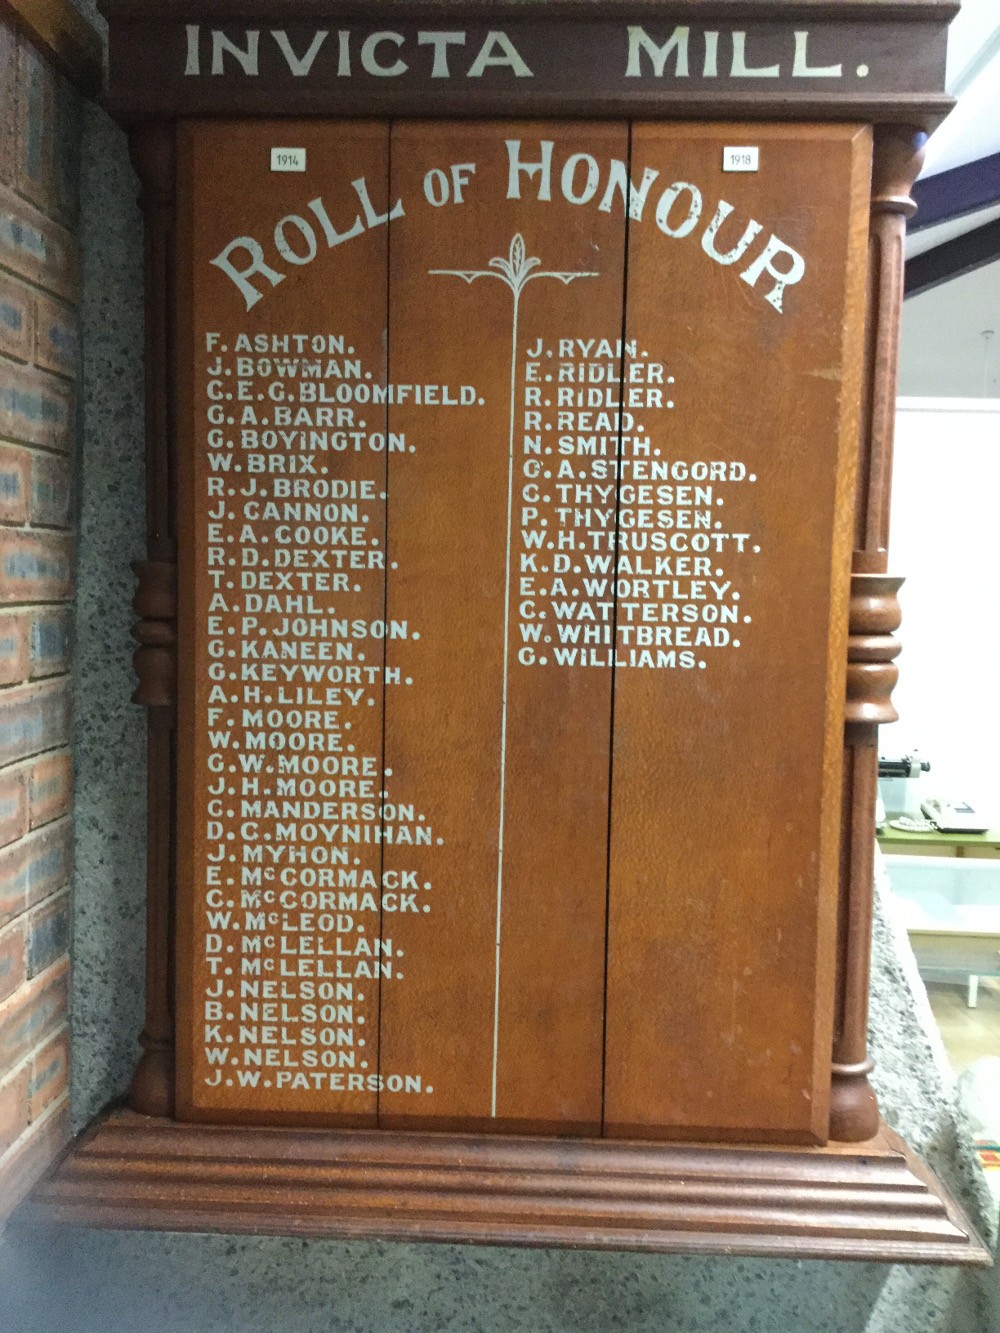 INVICTA MILL.
1914 1918
ROLL OF HONOUR
F. ASHTON.
J. BOWMAN.
C.E.G. BLOOMFIELD.
G.A. BARR.
G. BOYINGTON.
W. BRIX.
R.J. BRODIE.
J. CANNON.
E.A. COOKE.
R.D. DEXTER.
T. DEXTER.
A. DAHL.
E.P. JOHNSON.
G. KANEEN.
G. KEYWORTH.
A.H. LILEY.
F. MOORE.
W. MOORE.
G.W. MOORE.
J.H. MOORE.
C. MANDERSON.
D.C. MOYNIHAN.
J. MYHON.
E. McCORMACK.
C. McCORMACK.
W. McLEOD.
D. McLELLAN.
T. McLELLAN.
J. NELSON.
B. NELSON.
K. NELSON.
W. NELSON.
J.W. PATERSON.
J. RYAN.
E. RIDLER.
R. RIDLER.
R. READ.
N. SMITH.
C.A. STENGORD.
C. THYGESEN.
P. THYGESEN.
W.H. TRUSCOTT.
K.D. WALKER.
E.A. WORTLEY.
C. WATTERSON.
W. WHITBREAD.
G. WILLIAMS.